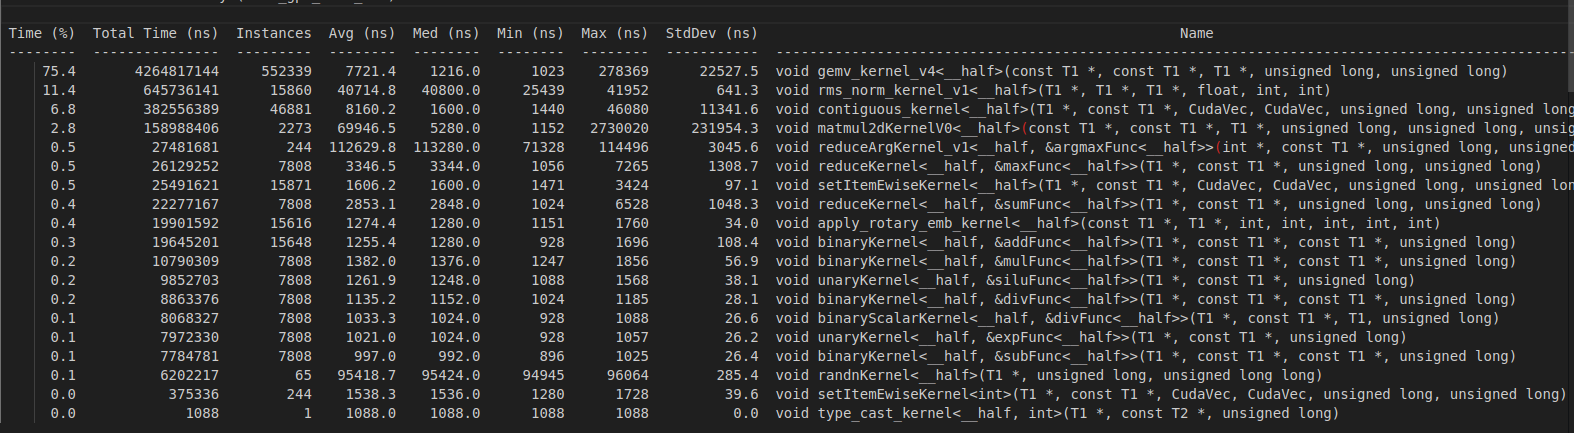 Time (%) Total Time (ns) Instances Avg (ns) Med (ns) Min (ns) Max (ns) StdDev (ns) Name
-------- --------------- --------- -------- -------- -------- -------- ----------- ----------------------------------------------------------------------------------------------------
75.4 4264817144 552339 7721.4 1216.0 1023 278369 22527.5 void gemv_kernel_v4<__half>(const T1 *, const T1 *, T1 *, unsigned long, unsigned long)
11.4 645736141 15860 40714.8 40800.0 25439 41952 641.3 void rms_norm_kernel_v1<__half>(T1 *, T1 *, T1 *, float, int, int)
6.8 382556389 46881 8160.2 1600.0 1440 46080 11341.6 void contiguous_kernel<__half>(T1 *, const T1 *, CudaVec, CudaVec, unsigned long, unsigned long
2.8 158988406 2273 69946.5 5280.0 1152 2730020 231954.3 void matmul2dKernelV0<__half>(const T1 *, const T1 *, T1 *, unsigned long, unsigned long, unsig
0.5 27481681 244 112629.8 113280.0 71328 114496 3045.6 void reduceArgKernel_v1<__half, &argmaxFunc<__half>>(int *, const T1 *, unsigned long, unsigned
0.5 26129252 7808 3346.5 3344.0 1056 7265 1308.7 void reduceKernel<__half, &maxFunc<__half>>(T1 *, const T1 *, unsigned long, unsigned long)
0.5 25491621 15871 1606.2 1600.0 1471 3424 97.1 void setItemEwiseKernel<__half>(T1 *, const T1 *, CudaVec, CudaVec, unsigned long, unsigned lon
0.4 22277167 7808 2853.1 2848.0 1024 6528 1048.3 void reduceKernel<__half, &sumFunc<__half>>(T1 *, const T1 *, unsigned long, unsigned long)
0.4 19901592 15616 1274.4 1280.0 1151 1760 34.0 void apply_rotary_emb_kernel<__half>(const T1 *, T1 *, int, int, int, int, int)
0.3 19645201 15648 1255.4 1280.0 928 1696 108.4 void binaryKernel<__half, &addFunc<__half>>(T1 *, const T1 *, const T1 *, unsigned long)
0.2 10790309 7808 1382.0 1376.0 1247 1856 56.9 void binaryKernel<__half, &mulFunc<__half>>(T1 *, const T1 *, const T1 *, unsigned long)
0.2 9852703 7808 1261.9 1248.0 1088 1568 38.1 void unaryKernel<__half, &siluFunc<__half>>(T1 *, const T1 *, unsigned long)
0.2 8863376 7808 1135.2 1152.0 1024 1185 28.1 void binaryKernel<__half, &divFunc<__half>>(T1 *, const T1 *, const T1 *, unsigned long)
0.1 8068327 7808 1033.3 1024.0 928 1088 26.6 void binaryScalarKernel<__half, &divFunc<__half>>(T1 *, const T1 *, T1, unsigned long)
0.1 7972330 7808 1021.0 1024.0 928 1057 26.2 void unaryKernel<__half, &expFunc<__half>>(T1 *, const T1 *, unsigned long)
0.1 7784781 7808 997.0 992.0 896 1025 26.4 void binaryKernel<__half, &subFunc<__half>>(T1 *, const T1 *, const T1 *, unsigned long)
0.1 6202217 65 95418.7 95424.0 94945 96064 285.4 void randnKernel<__half>(T1 *, unsigned long, unsigned long long)
0.0 375336 244 1538.3 1536.0 1280 1728 39.6 void setItemEwiseKernel<int>(T1 *, const T1 *, CudaVec, CudaVec, unsigned long, unsigned long)
0.0 1088 1 1088.0 1088.0 1088 1088 0.0 void type_cast_kernel<__half, int>(T1 *, const T2 *, unsigned long)